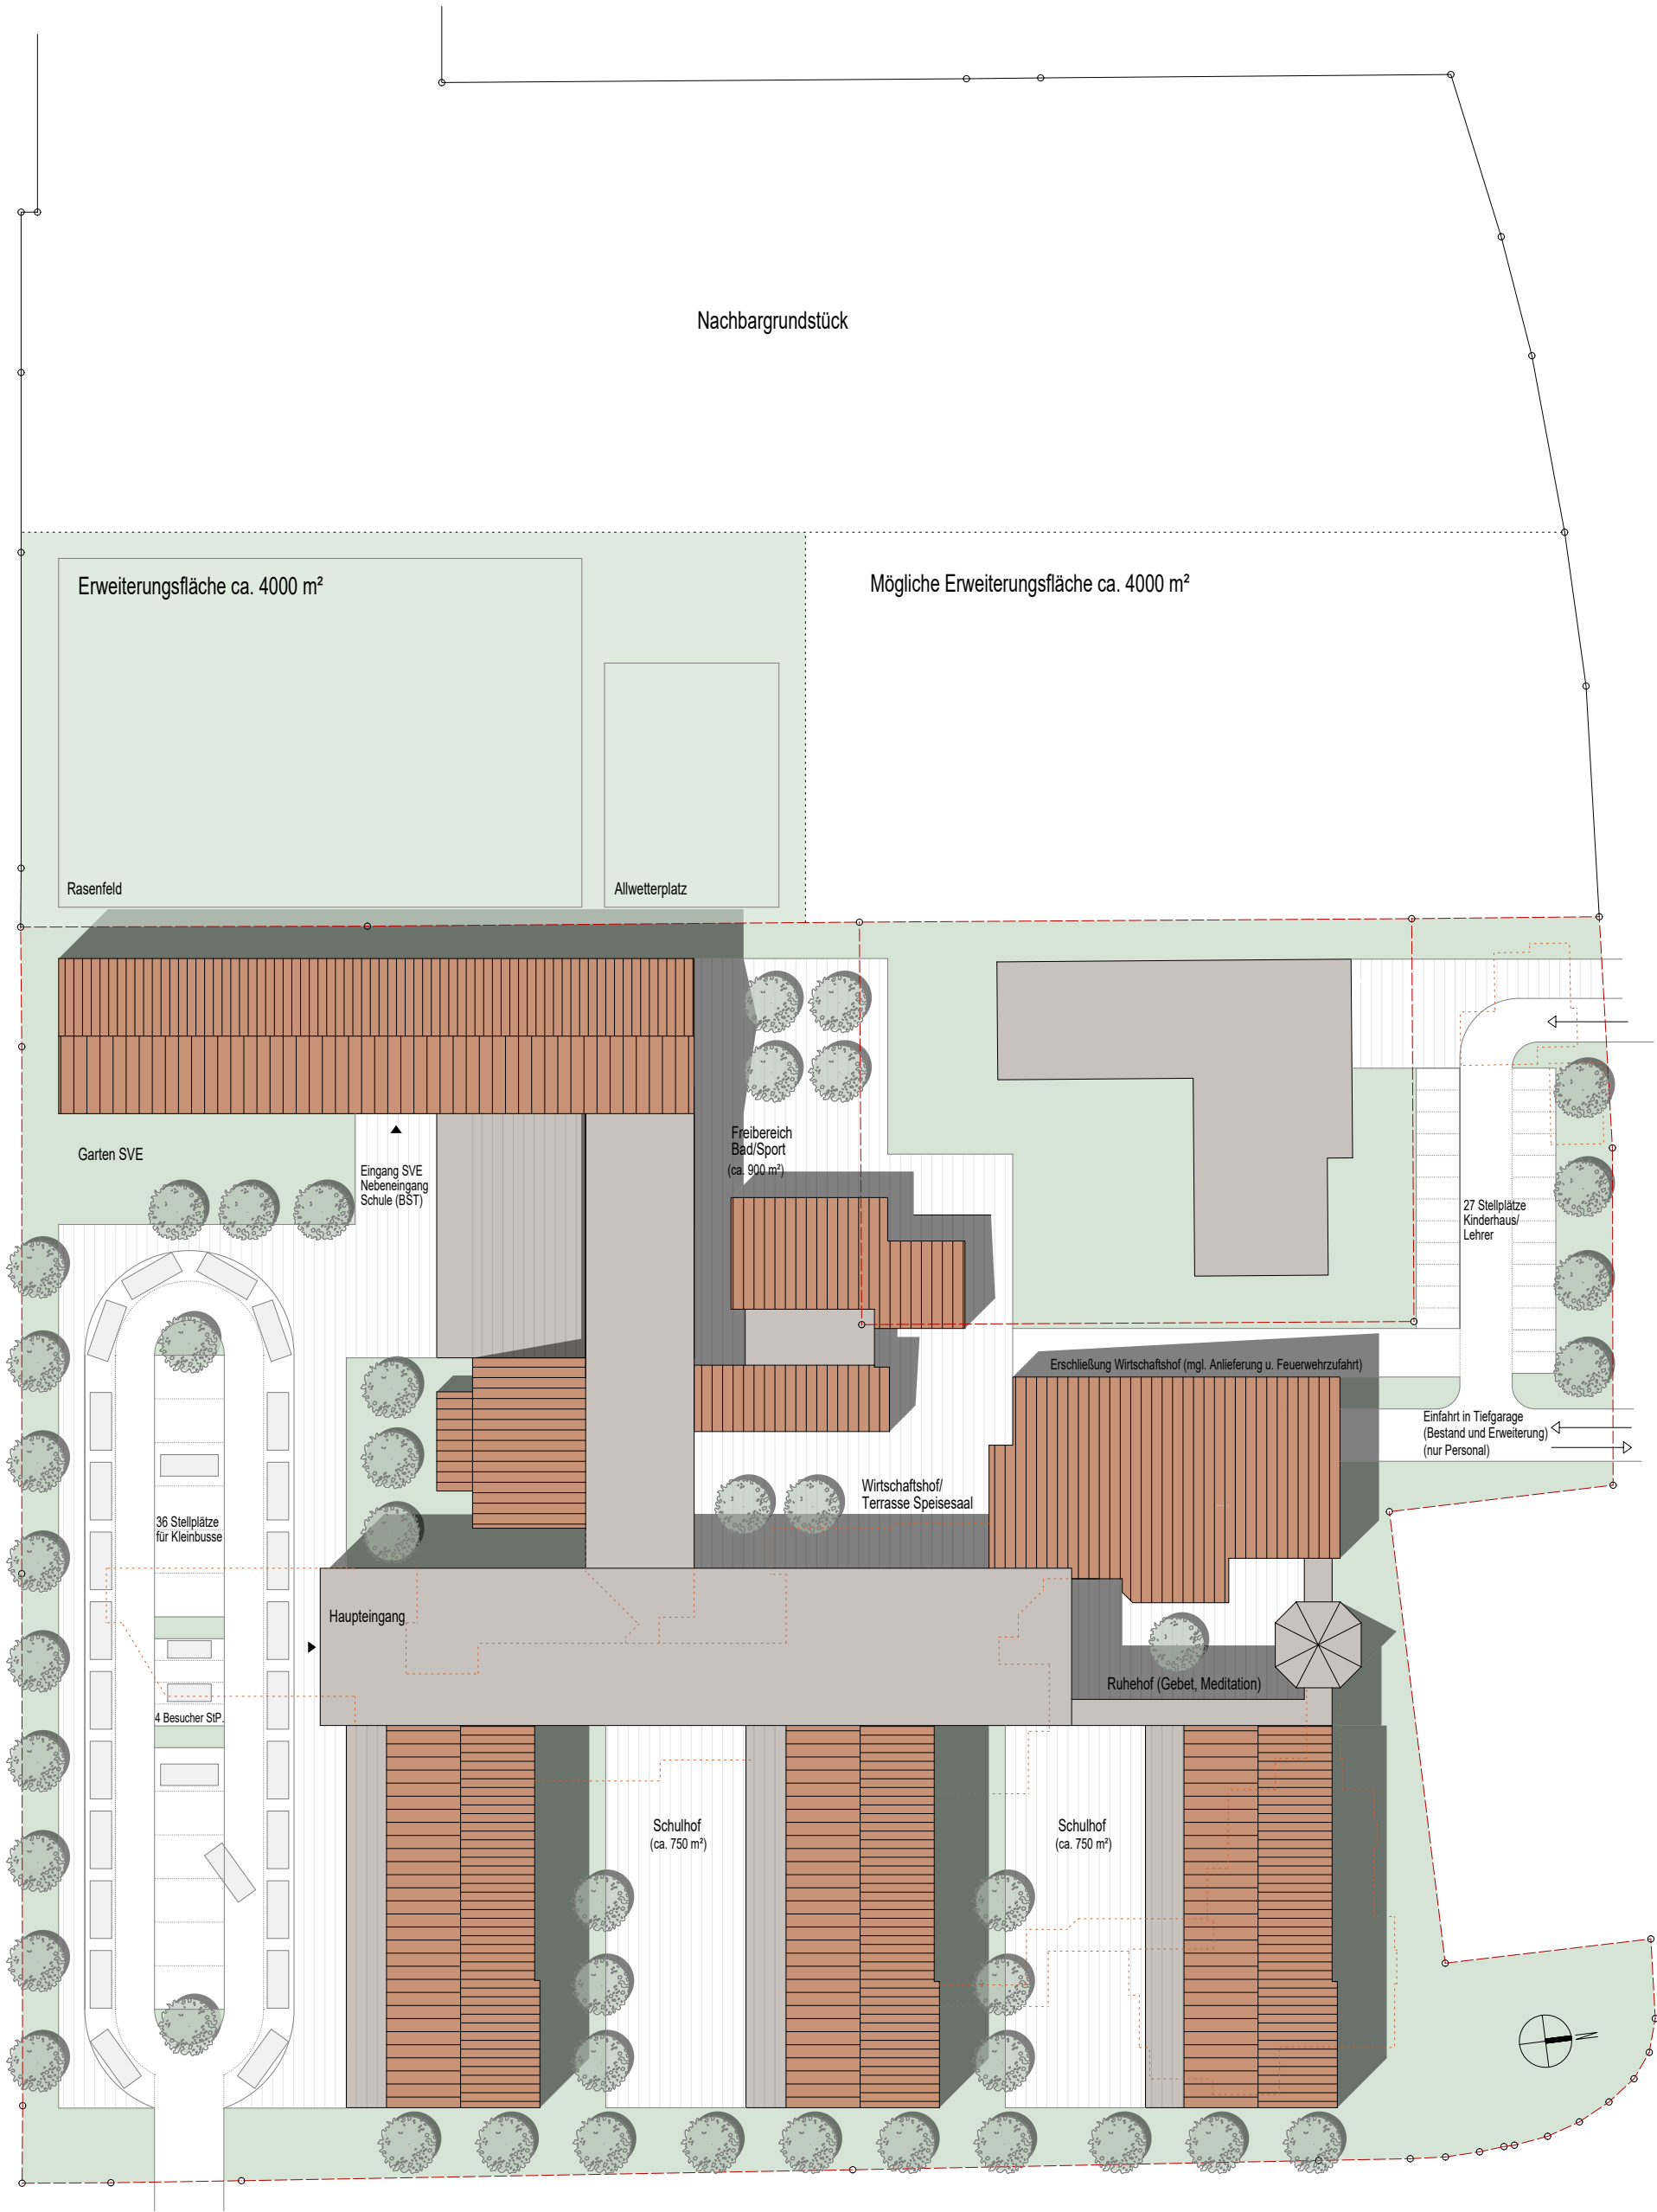 Nachbargrundstück
Erweiterungsfläche ca. 4000 m²
Mögliche Erweiterungsfläche ca. 4000 m²
Rasenfeld
Allwetterplatz
Garten SVE
Eingang SVE
Nebeneingang
Schule (BST)
Freibereich
Bad/Sport
(ca. 900 m²)
27 Stellplätze
Kinderhaus/
Lehrer
Erschließung Wirtschaftshof (mgl. Anlieferung u. Feuerwehrzufahrt)
Einfahrt in Tiefgarage
(Bestand und Erweiterung)
(nur Personal)
Wirtschaftshof/
Terrasse Speisesaal
36 Stellplätze
für Kleinbusse
Haupteingang
Ruhehof (Gebet, Meditation)
4 Besucher StP.
Schulhof
(ca. 750 m²)
Schulhof
(ca. 750 m²)
N